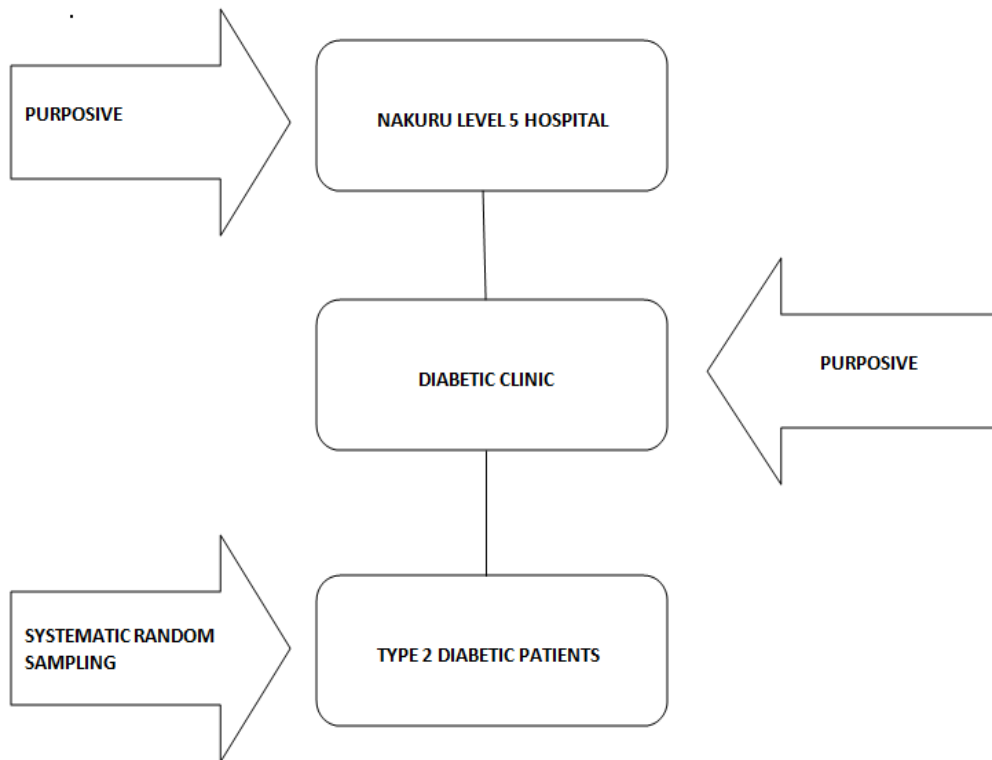 PURPOSIVE
NAKURU LEVEL 5 HOSPITAL
DIABETIC CLINIC
PURPOSIVE
SYSTEMATIC RANDOM
SAMPLING
TYPE 2 DIABETIC PATIENTS